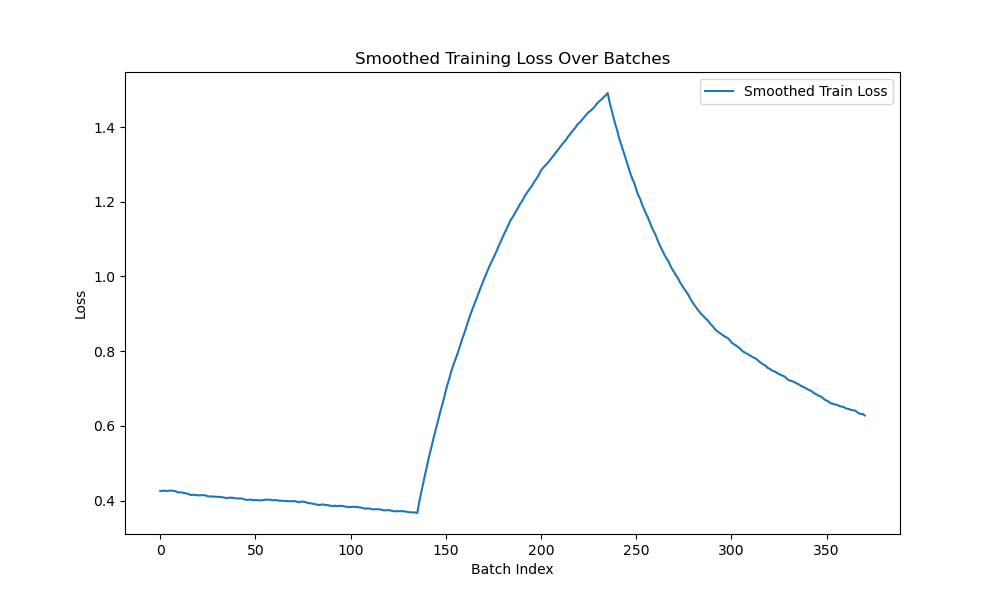 Smoothed Training Loss Over Batches
Smoothed Train Loss
Loss
1.4
1.2
1.0
0.8
0.6
0.4
0 50 100 150 200 250 300 350
Batch Index